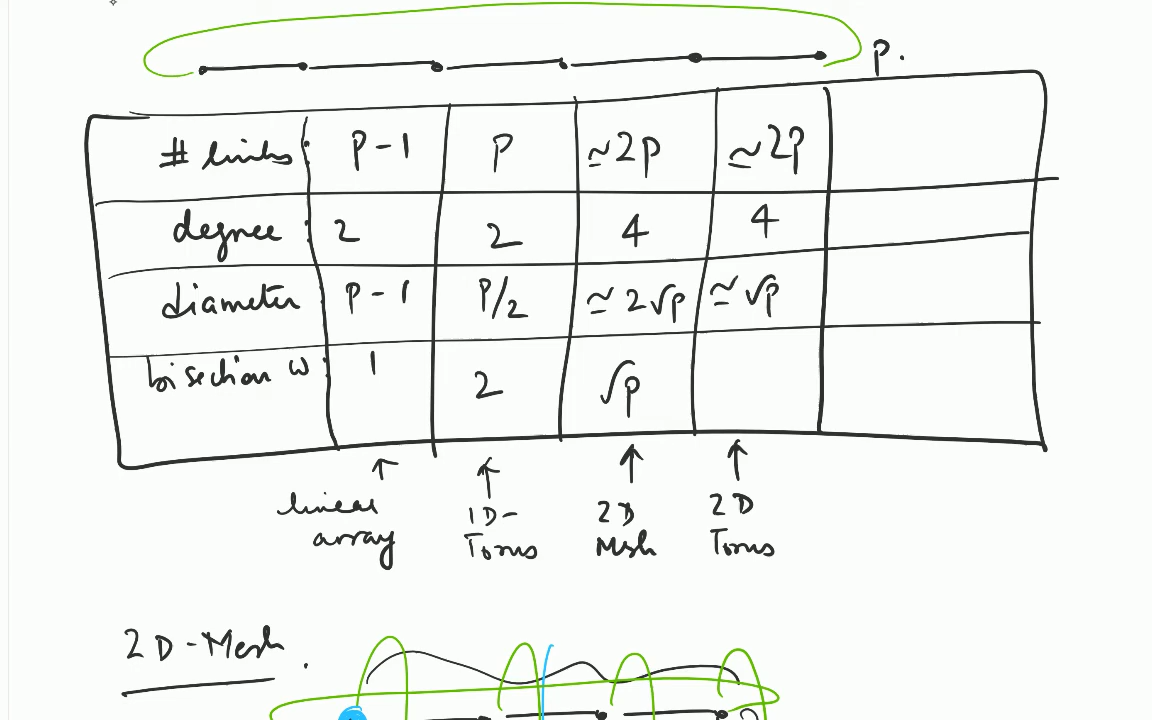 P.
# links: P-1 P ≃2p ≃2p
degree: 2 2 4 4
diameter: P-1 P/2 ≃2√p ≃√p
bisection w: 1 2 √p
linear array
1D-Torus
2D Mesh
2D Torus
2D-Mesh.